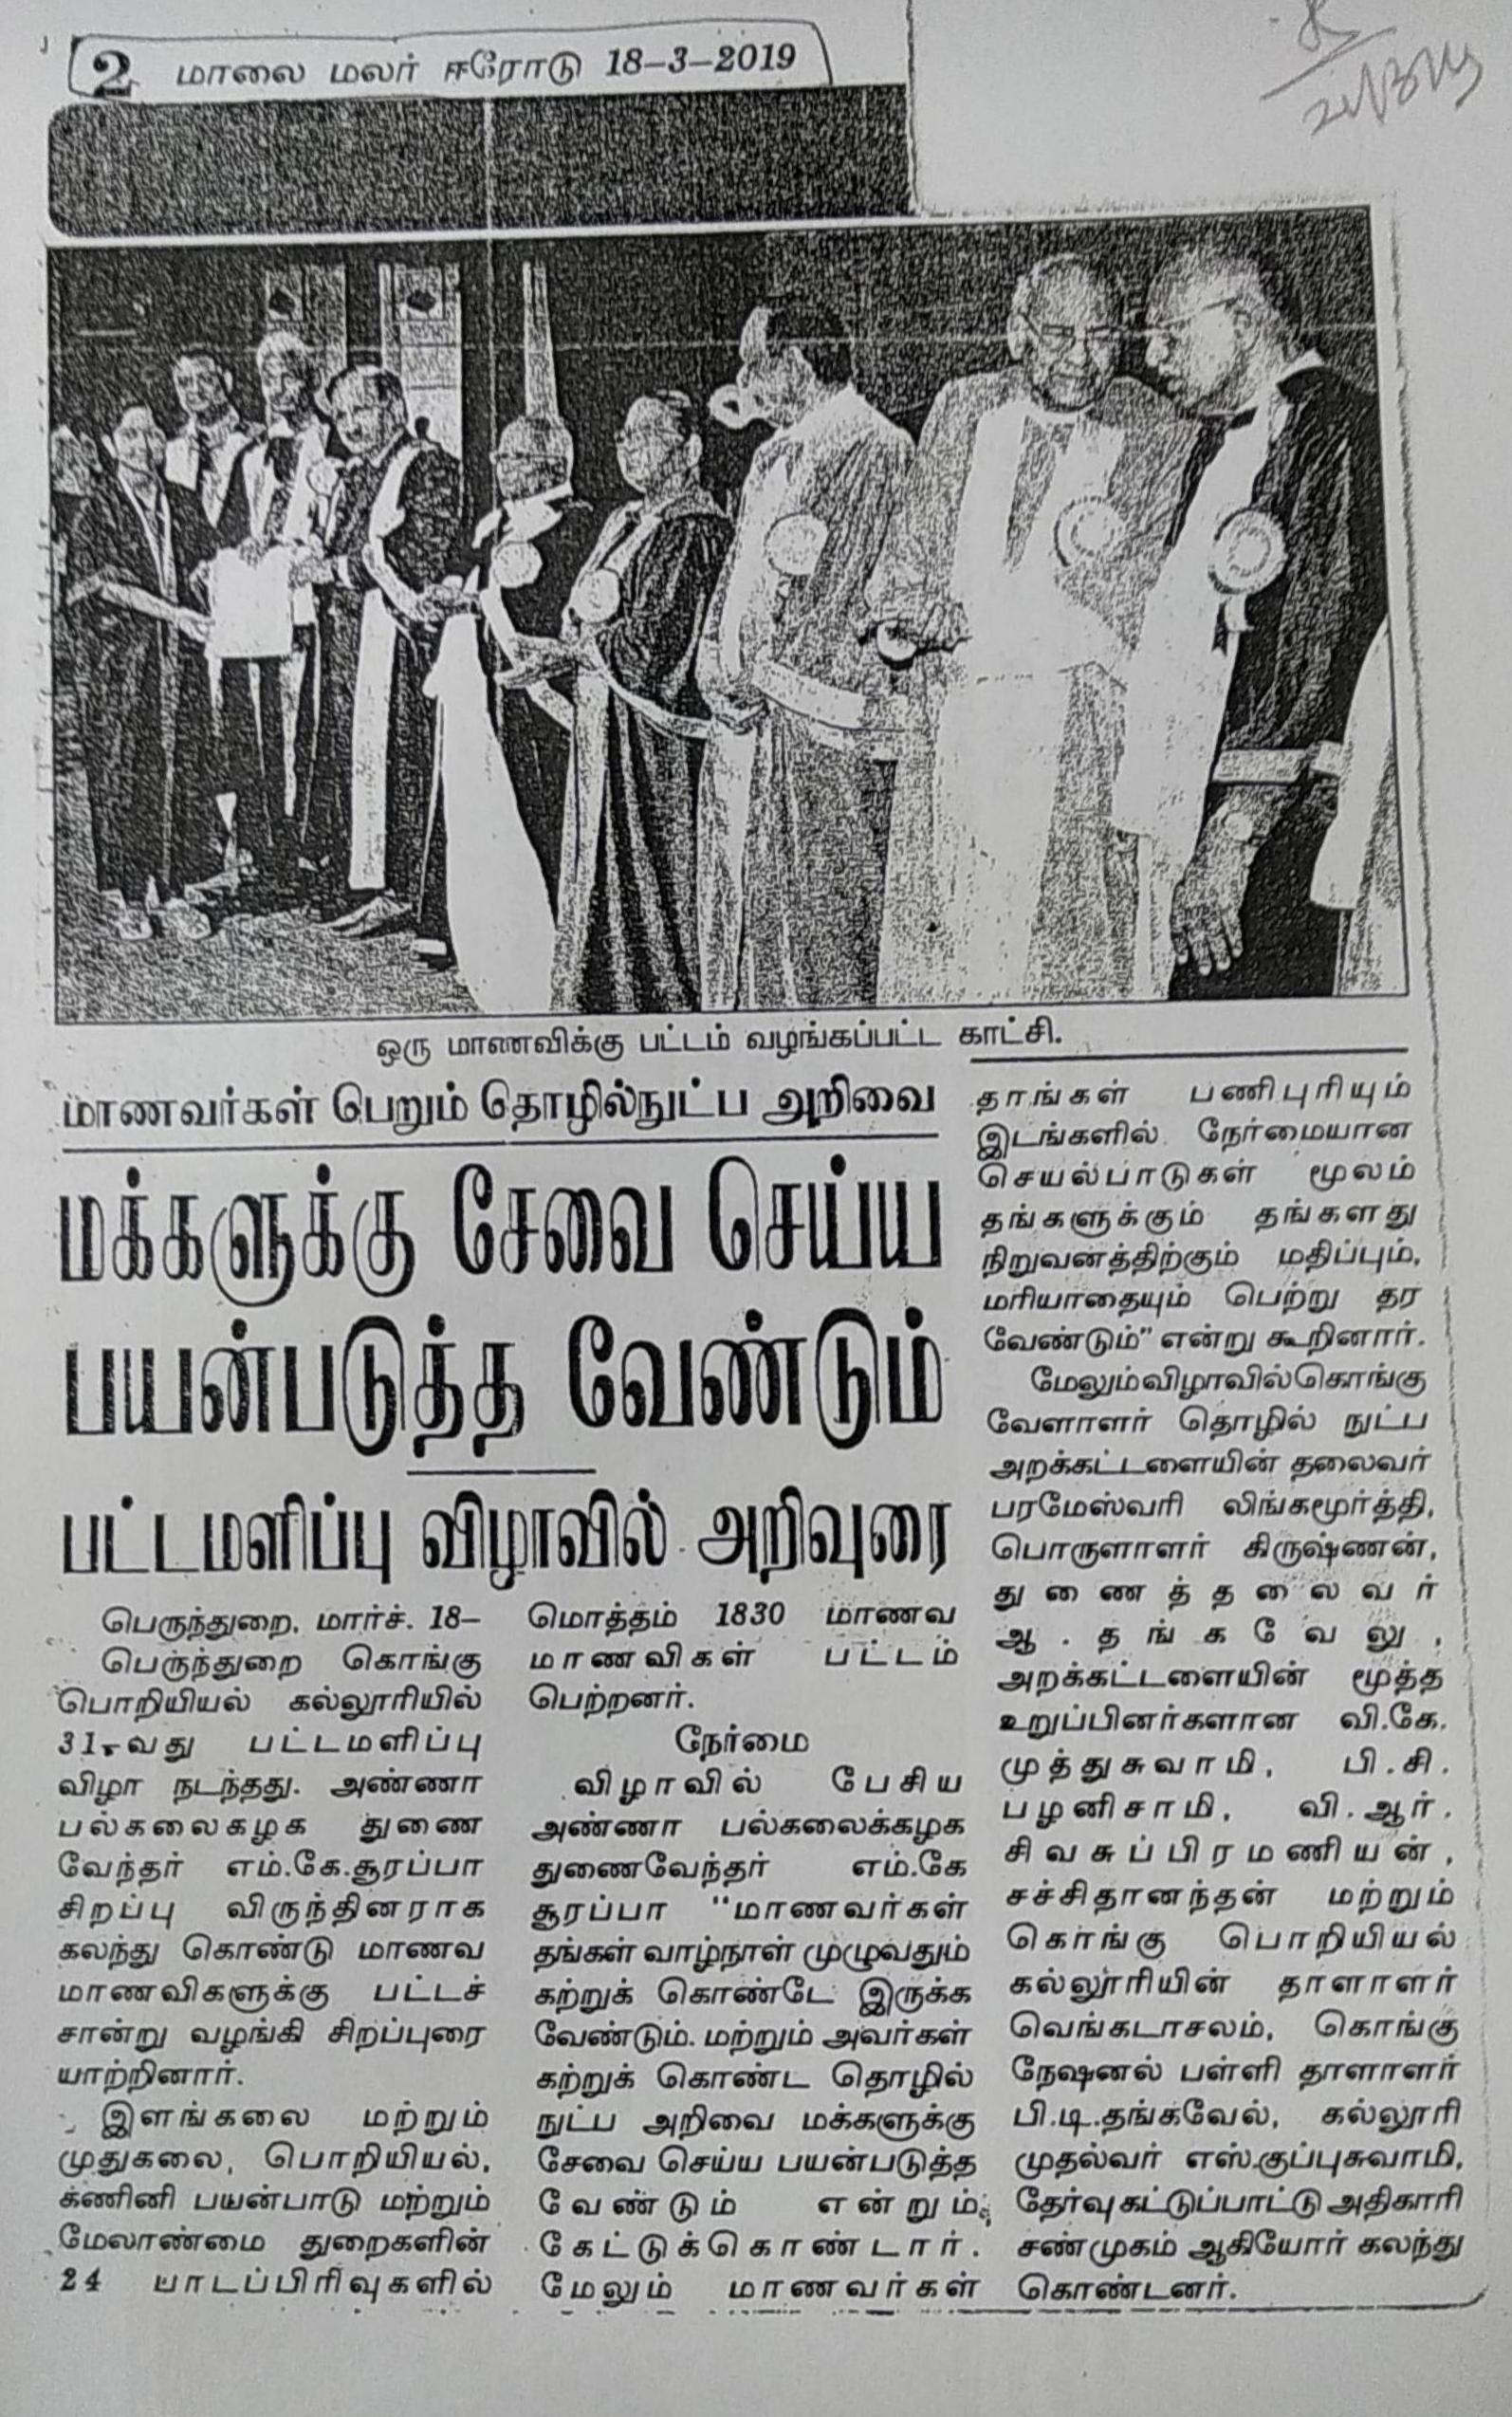 2 மாலை மலர் ஈரோடு 18-3-2019
ஒரு மாணவிக்கு பட்டம் வழங்கப்பட்ட காட்சி.
மாணவர்கள் பெறும் தொழில்நுட்ப அறிவை
மக்களுக்கு சேவை செய்ய
பயன்படுத்த வேண்டும்
பட்டமளிப்பு விழாவில் அறிவுரை
பெருந்துறை, மார்ச். 18–
பெருந்துறை கொங்கு
பொறியியல் கல்லூரியில்
31-வது பட்டமளிப்பு
விழா நடந்தது. அண்ணா
பல்கலைகழக துணை
வேந்தர் எம்.கே.சூரப்பா
சிறப்பு விருந்தினராக
கலந்து கொண்டு மாணவ
மாணவிகளுக்கு பட்டச்
சான்று வழங்கி சிறப்புரை
யாற்றினார்.
இளங்கலை மற்றும்
முதுகலை, பொறியியல்,
கணினி பயன்பாடு மற்றும்
மேலாண்மை துறைகளின்
24 பாடப்பிரிவுகளில்
மொத்தம் 1830 மாணவ
மாணவிகள் பட்டம்
பெற்றனர்.
நேர்மை
விழாவில் பேசிய
அண்ணா பல்கலைக்கழக
துணைவேந்தர் எம்.கே
சூரப்பா "மாணவர்கள்
தங்கள் வாழ்நாள் முழுவதும்
கற்றுக் கொண்டே இருக்க
வேண்டும். மற்றும் அவர்கள்
கற்றுக் கொண்ட தொழில்
நுட்ப அறிவை மக்களுக்கு
சேவை செய்ய பயன்படுத்த
வேண்டும் என்றும்
கேட்டுக்கொண்டார்.
மேலும் மாணவர்கள்
தாங்கள் பணிபுரியும்
இடங்களில் நேர்மையான
செயல்பாடுகள் மூலம்
தங்களுக்கும் தங்களது
நிறுவனத்திற்கும் மதிப்பும்,
மரியாதையும் பெற்று தர
வேண்டும்" என்று கூறினார்.
மேலும்விழாவில்கொங்கு
வேளாளர் தொழில் நுட்ப
அறக்கட்டளையின் தலைவர்
பரமேஸ்வரி லிங்கமூர்த்தி,
பொருளாளர் கிருஷ்ணன்,
துணைத்தலைவர்
ஆ.தங்கவேலு,
அறக்கட்டளையின் மூத்த
உறுப்பினர்களான வி.கே.
முத்துசுவாமி, பி.சி.
பழனிசாமி, வி.ஆர்.
சிவசுப்பிரமணியன்,
சச்சிதானந்தன் மற்றும்
கொங்கு பொறியியல்
கல்லூரியின் தாளாளர்
வெங்கடாசலம், கொங்கு
நேஷனல் பள்ளி தாளாளர்
பி.டி.தங்கவேல், கல்லூரி
முதல்வர் எஸ்.குப்புசுவாமி,
தேர்வு கட்டுப்பாட்டு அதிகாரி
சண்முகம் ஆகியோர் கலந்து
கொண்டனர்.